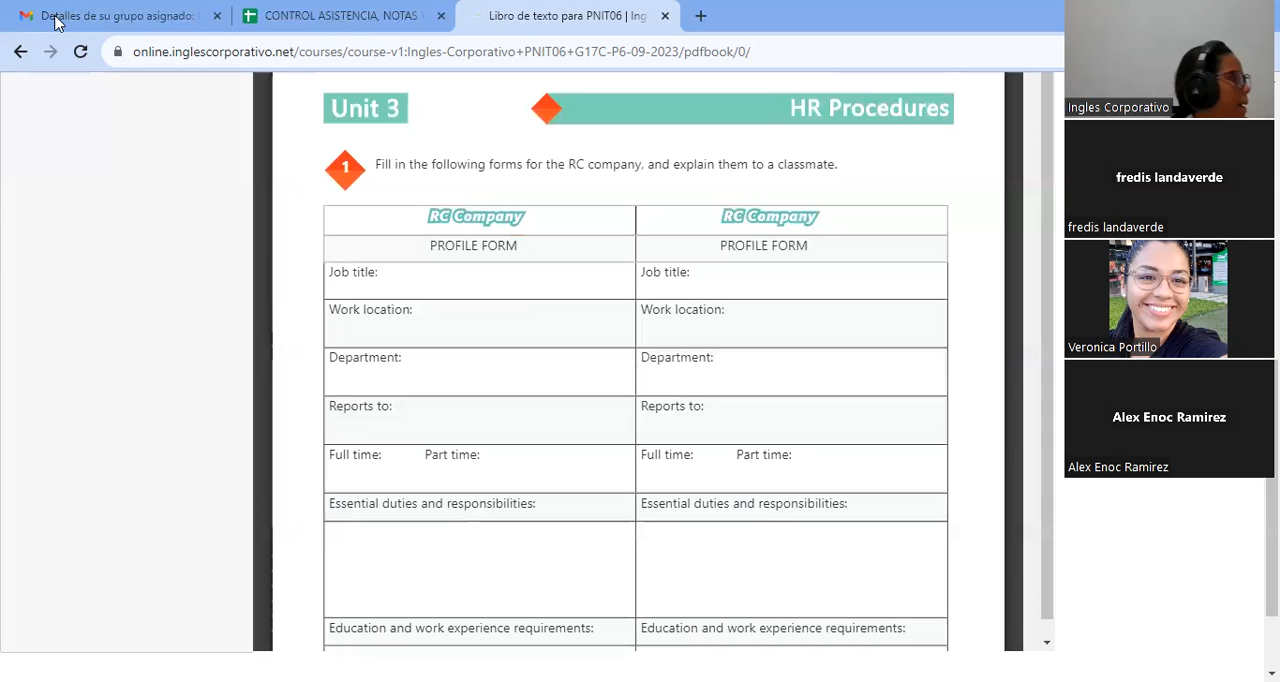 Detalles de su grupo asignado:
CONTROL ASISTENCIA, NOTAS
Libro de texto para PNIT06 | Ing
online.inglescorporativo.net/courses/course-v1:Ingles-Corporativo+PNIT06+G17C-P6-09-2023/pdfbook/0/
Ingles Corporativo
fredis landaverde
fredis landaverde
Veronica Portillo
Alex Enoc Ramirez
Alex Enoc Ramirez
Unit 3
HR Procedures
1 Fill in the following forms for the RC company, and explain them to a classmate.
RC Company RC Company
PROFILE FORM PROFILE FORM
Job title: Job title:
Work location: Work location:
Department: Department:
Reports to: Reports to:
Full time: Part time: Full time: Part time:
Essential duties and responsibilities: Essential duties and responsibilities:
Education and work experience requirements: Education and work experience requirements: